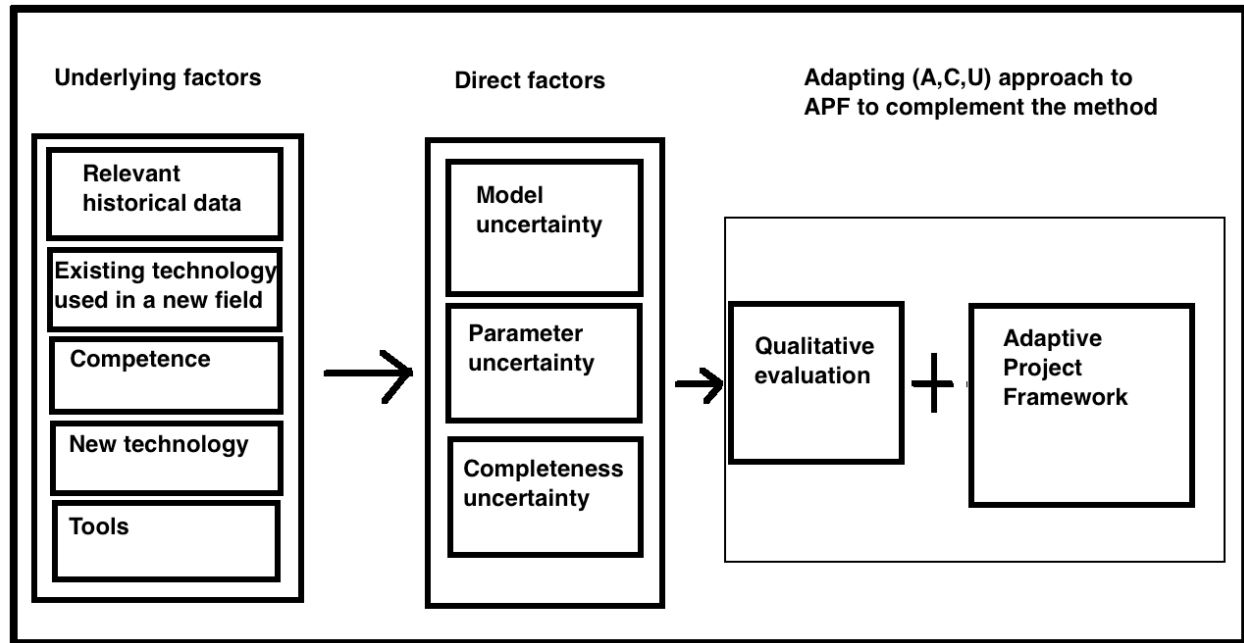 Underlying factors
Relevant
historical data
Existing technology
used in a new field
Competence
New technology
Tools
Direct factors
Model
uncertainty
Parameter
uncertainty
Completeness
uncertainty
Adapting (A,C,U) approach to
APF to complement the method
Qualitative
evaluation
Adaptive
Project
Framework